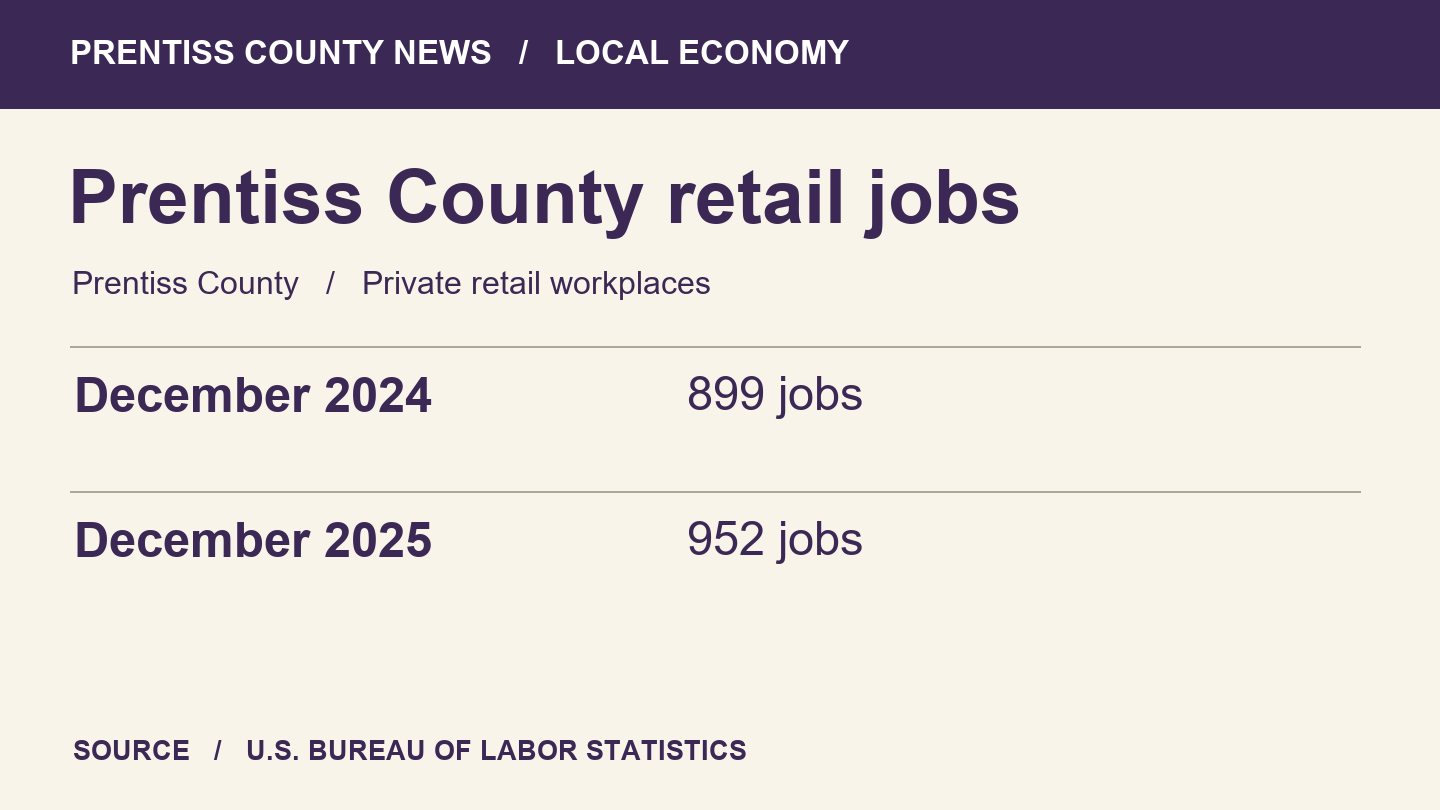 PRENTISS COUNTY NEWS / LOCAL ECONOMY
Prentiss County retail jobs
Prentiss County / Private retail workplaces
December 2024 899 jobs
December 2025 952 jobs
SOURCE / U.S. BUREAU OF LABOR STATISTICS